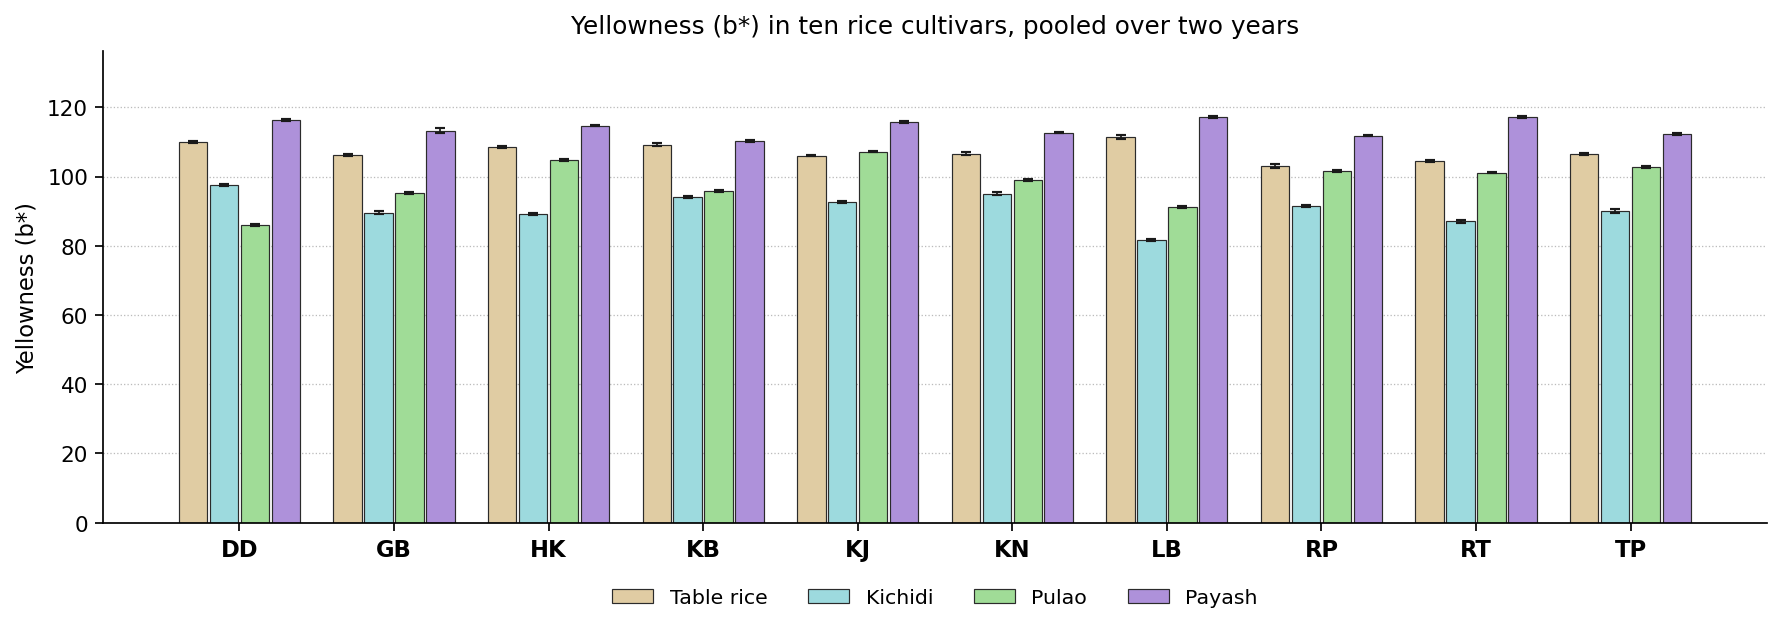 Yellowness (b*) in ten rice cultivars, pooled over two years
Yellowness (b*)
120
100
80
60
40
20
0
DD GB HK KB KJ KN LB RP RT TP
Table rice Kichidi Pulao Payash